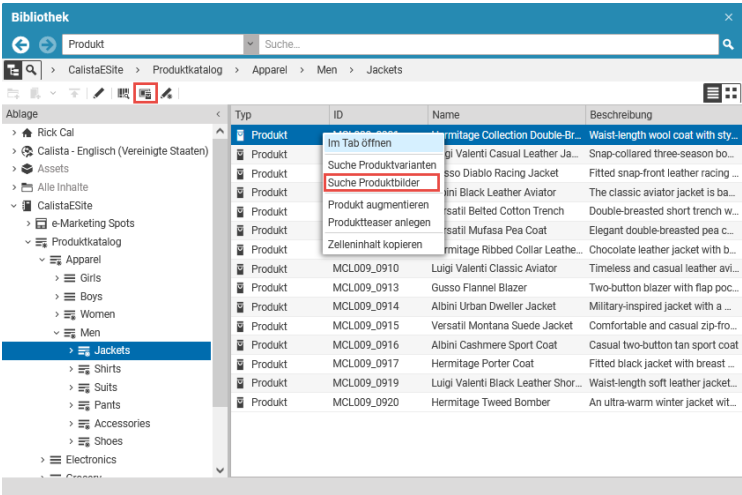 Bibliothek
Produkt
Suche...
CalistaESite > Produktkatalog > Apparel > Men > Jackets
Ablage
Typ ID Name Beschreibung
Rick Cal
Calista - Englisch (Vereinigte Staaten)
Assets
Alle Inhalte
CalistaESite
e-Marketing Spots
Produktkatalog
Apparel
Girls
Boys
Women
Men
Jackets
Shirts
Suits
Pants
Accessories
Shoes
Electronics
Im Tab öffnen
Suche Produktvarianten
Suche Produktbilder
Produkt augmentieren
Produktteaser anlegen
Zelleninhalt kopieren
Produkt Hermitage Collection Double-Br... Waist-length wool coat with sty...
Produkt Valenti Casual Leather Ja... Snap-collared three-season bo...
Produkt Diablo Racing Jacket Fitted snap-front leather racing ...
Produkt Black Leather Aviator The classic aviator jacket is ba...
Produkt Belted Cotton Trench Double-breasted short trench w...
Produkt Mufasa Pea Coat Elegant double-breasted pea c...
Produkt Ribbed Collar Leathe... Chocolate leather jacket with b...
Produkt MCL009_0910 Luigi Valenti Classic Aviator Timeless and casual leather avi...
Produkt MCL009_0913 Gusso Flannel Blazer Two-button blazer with flap poc...
Produkt MCL009_0914 Albini Urban Dweller Jacket Military-inspired jacket with a ...
Produkt MCL009_0915 Versatil Montana Suede Jacket Comfortable and casual zip-fro...
Produkt MCL009_0916 Albini Cashmere Sport Coat Casual two-button tan sport coat
Produkt MCL009_0917 Hermitage Porter Coat Fitted black jacket with breast ...
Produkt MCL009_0919 Luigi Valenti Black Leather Shor... Waist-length soft leather jacket...
Produkt MCL009_0920 Hermitage Tweed Bomber An ultra-warm winter jacket wit...